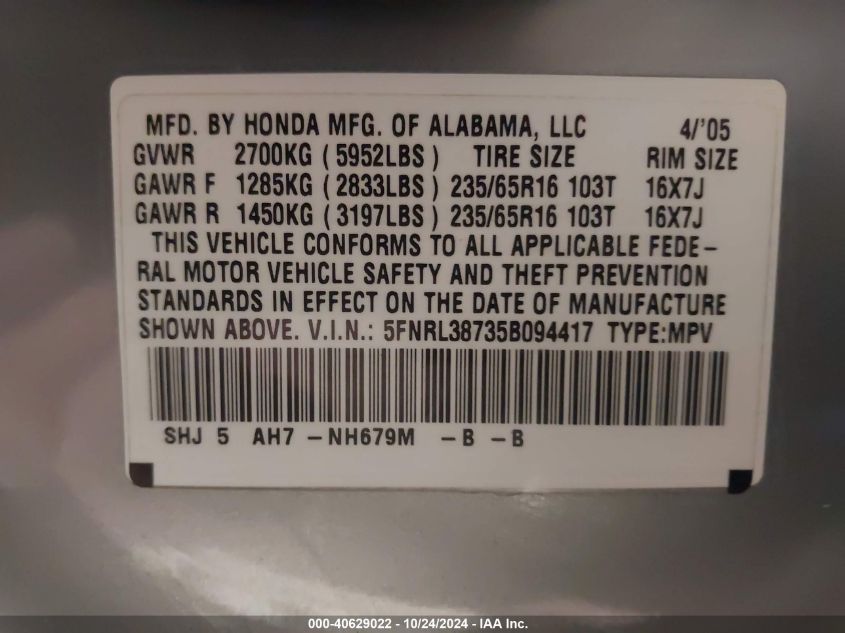 MFD. BY HONDA MFG. OF ALABAMA, LLC 4/'05
GVWR 2700KG ( 5952LBS ) TIRE SIZE RIM SIZE
GAWR F 1285KG ( 2833LBS ) 235/65R16 103T 16X7J
GAWR R 1450KG ( 3197LBS ) 235/65R16 103T 16X7J
THIS VEHICLE CONFORMS TO ALL APPLICABLE FEDE-
RAL MOTOR VEHICLE SAFETY AND THEFT PREVENTION
STANDARDS IN EFFECT ON THE DATE OF MANUFACTURE
SHOWN ABOVE. V.I.N.: 5FNRL38735B094417 TYPE:MPV
SHJ 5 AH7 -NH679M -B -B
000-40629022 - 10/24/2024 - IAA Inc.